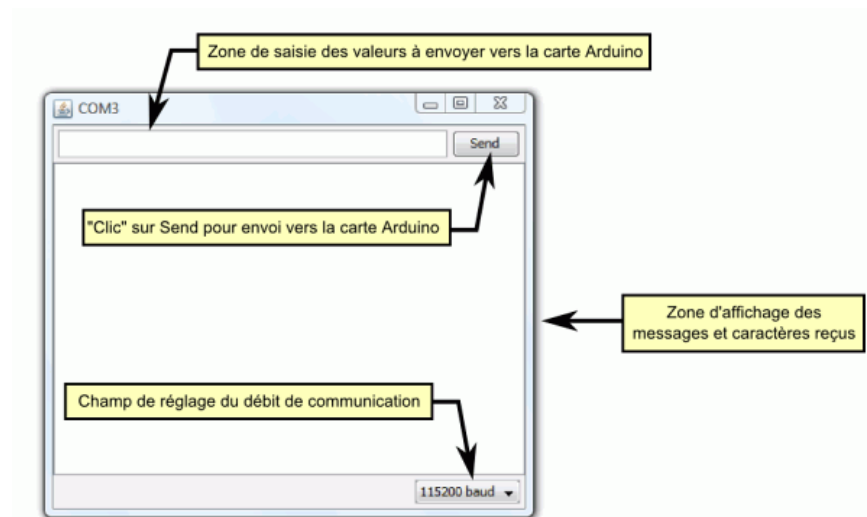 Zone de saisie des valeurs à envoyer vers la carte Arduino
COM3
Send
"Clic" sur Send pour envoi vers la carte Arduino
Zone d'affichage des
messages et caractères reçus
Champ de réglage du débit de communication
115200 baud